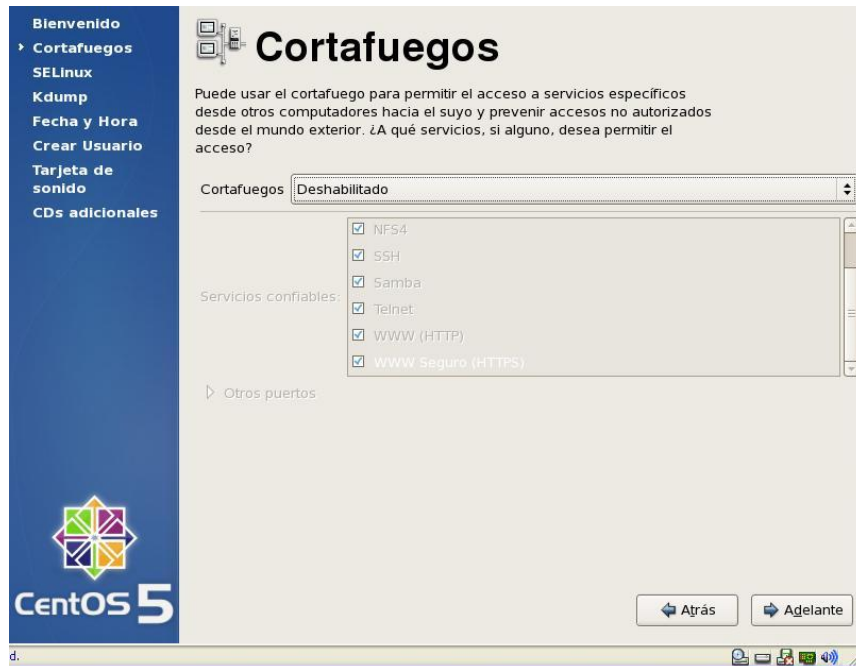 Bienvenido
Cortafuegos
SELinux
Kdump
Fecha y Hora
Crear Usuario
Tarjeta de
sonido
CDs adicionales
Cortafuegos
Puede usar el cortafuego para permitir el acceso a servicios específicos
desde otros computadores hacia el suyo y prevenir accesos no autorizados
desde el mundo exterior. ¿A qué servicios, si alguno, desea permitir el
acceso?
Cortafuegos Deshabilitado
Servicios confiables:
NFS4
SSH
Samba
Telnet
WWW (HTTP)
WWW Seguro (HTTPS)
Otros puertos
CentOS 5
Atrás
Adelante
d.